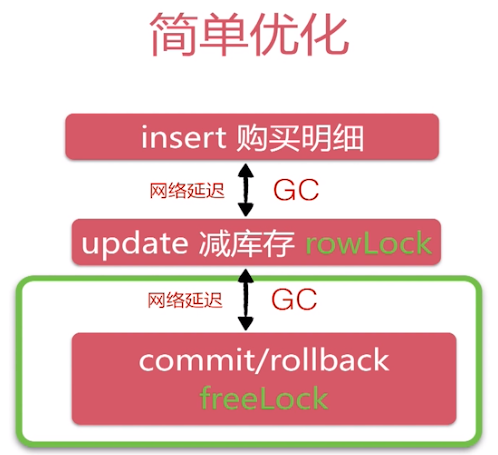 简单优化
insert 购买明细
网络延迟 GC
update 减库存 rowLock
网络延迟 GC
commit/rollback
freeLock